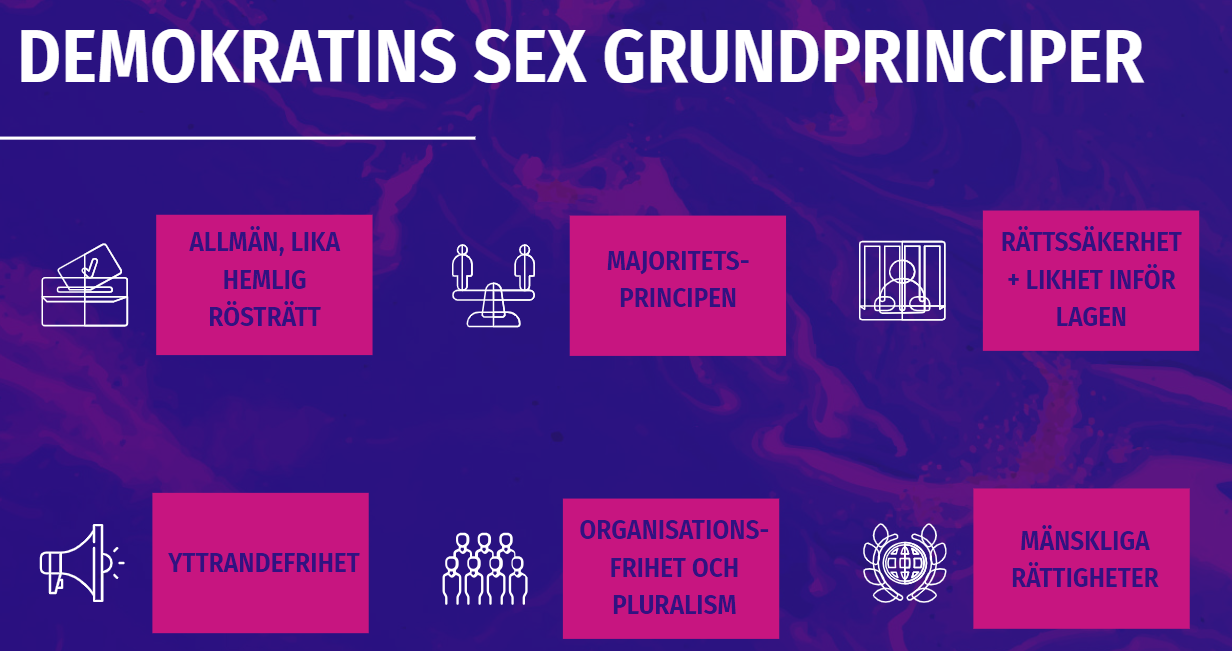 DEMOKRATINS SEX GRUNDPRINCIPER
ALLMÄN, LIKA
HEMLIG
RÖSTRÄTT
MAJORITETS-
PRINCIPEN
RÄTTSSÄKERHET
+ LIKHET INFÖR
LAGEN
YTTRANDEFRIHET
ORGANISATIONS-
FRIHET OCH
PLURALISM
MÄNSKLIGA
RÄTTIGHETER